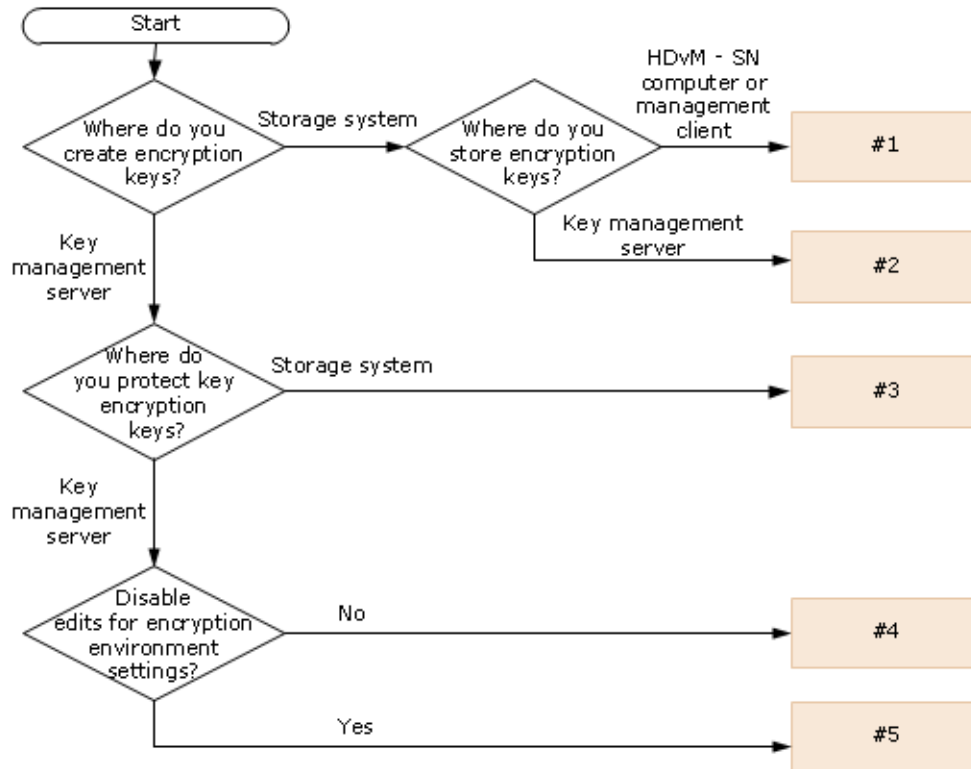 Start
Where do you
create encryption
keys?
Storage system
Where do you
store encryption
keys?
HDvM - SN
computer or
management
client
#1
Key management
server
#2
Key
management
server
Where do
you protect key
encryption
keys?
Storage system
#3
Key
management
server
Disable
edits for encryption
environment
settings?
No
#4
Yes
#5